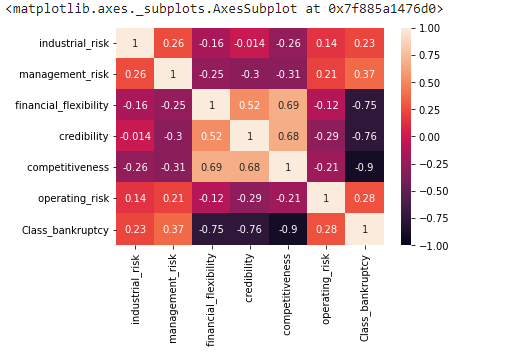 <matplotlib.axes._subplots.AxesSubplot at 0x7f885a1476d0>
industrial_risk 1 0.26 -0.16 -0.014 -0.26 0.14 0.23
management_risk 0.26 1 -0.25 -0.3 -0.31 0.21 0.37
financial_flexibility -0.16 -0.25 1 0.52 0.69 -0.12 -0.75
credibility -0.014 -0.3 0.52 1 0.68 -0.29 -0.76
competitiveness -0.26 -0.31 0.69 0.68 1 -0.21 -0.9
operating_risk 0.14 0.21 -0.12 -0.29 -0.21 1 0.28
Class_bankruptcy 0.23 0.37 -0.75 -0.76 -0.9 0.28 1
industrial_risk
management_risk
financial_flexibility
credibility
competitiveness
operating_risk
Class_bankruptcy
1.00
0.75
0.50
0.25
0.00
−0.25
−0.50
−0.75
−1.00